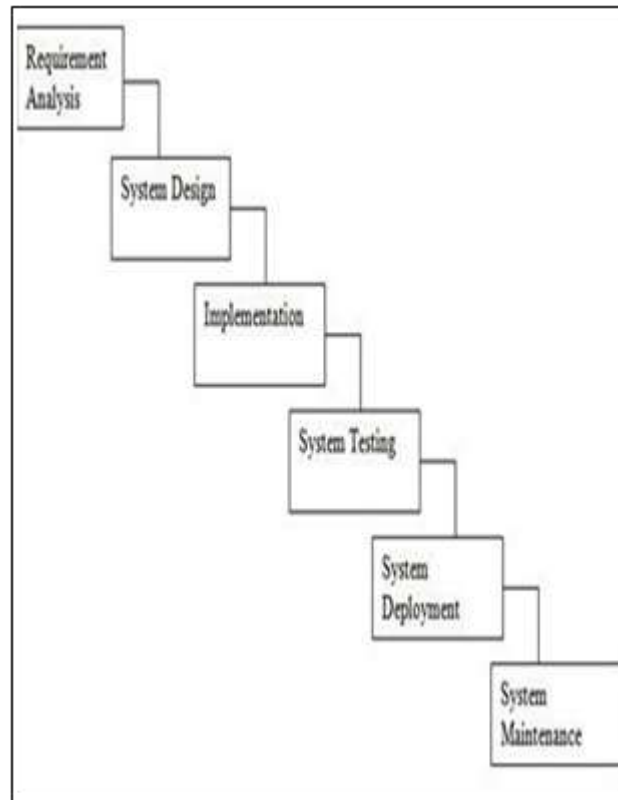 Requirement
Analysis
System Design
Implementation
System Testing
System
Deployment
System
Maintenance